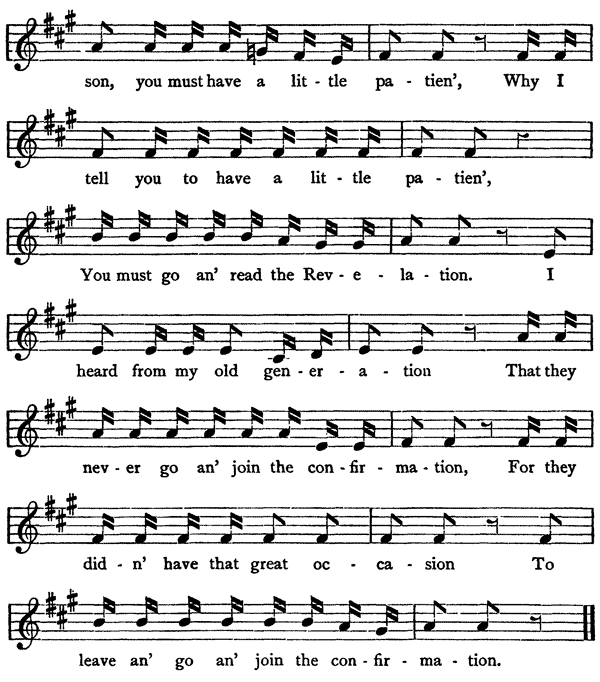 son, you must have a lit - tle pa - tien', Why I
tell you to have a lit - tle pa - tien',
You must go an' read the Rev - e - la - tion. I
heard from my old gen - er - a - tion That they
nev - er go an' join the con - fir - ma - tion, For they
did - n' have that great oc - ca - sion To
leave an' go an' join the con - fir - ma - tion.